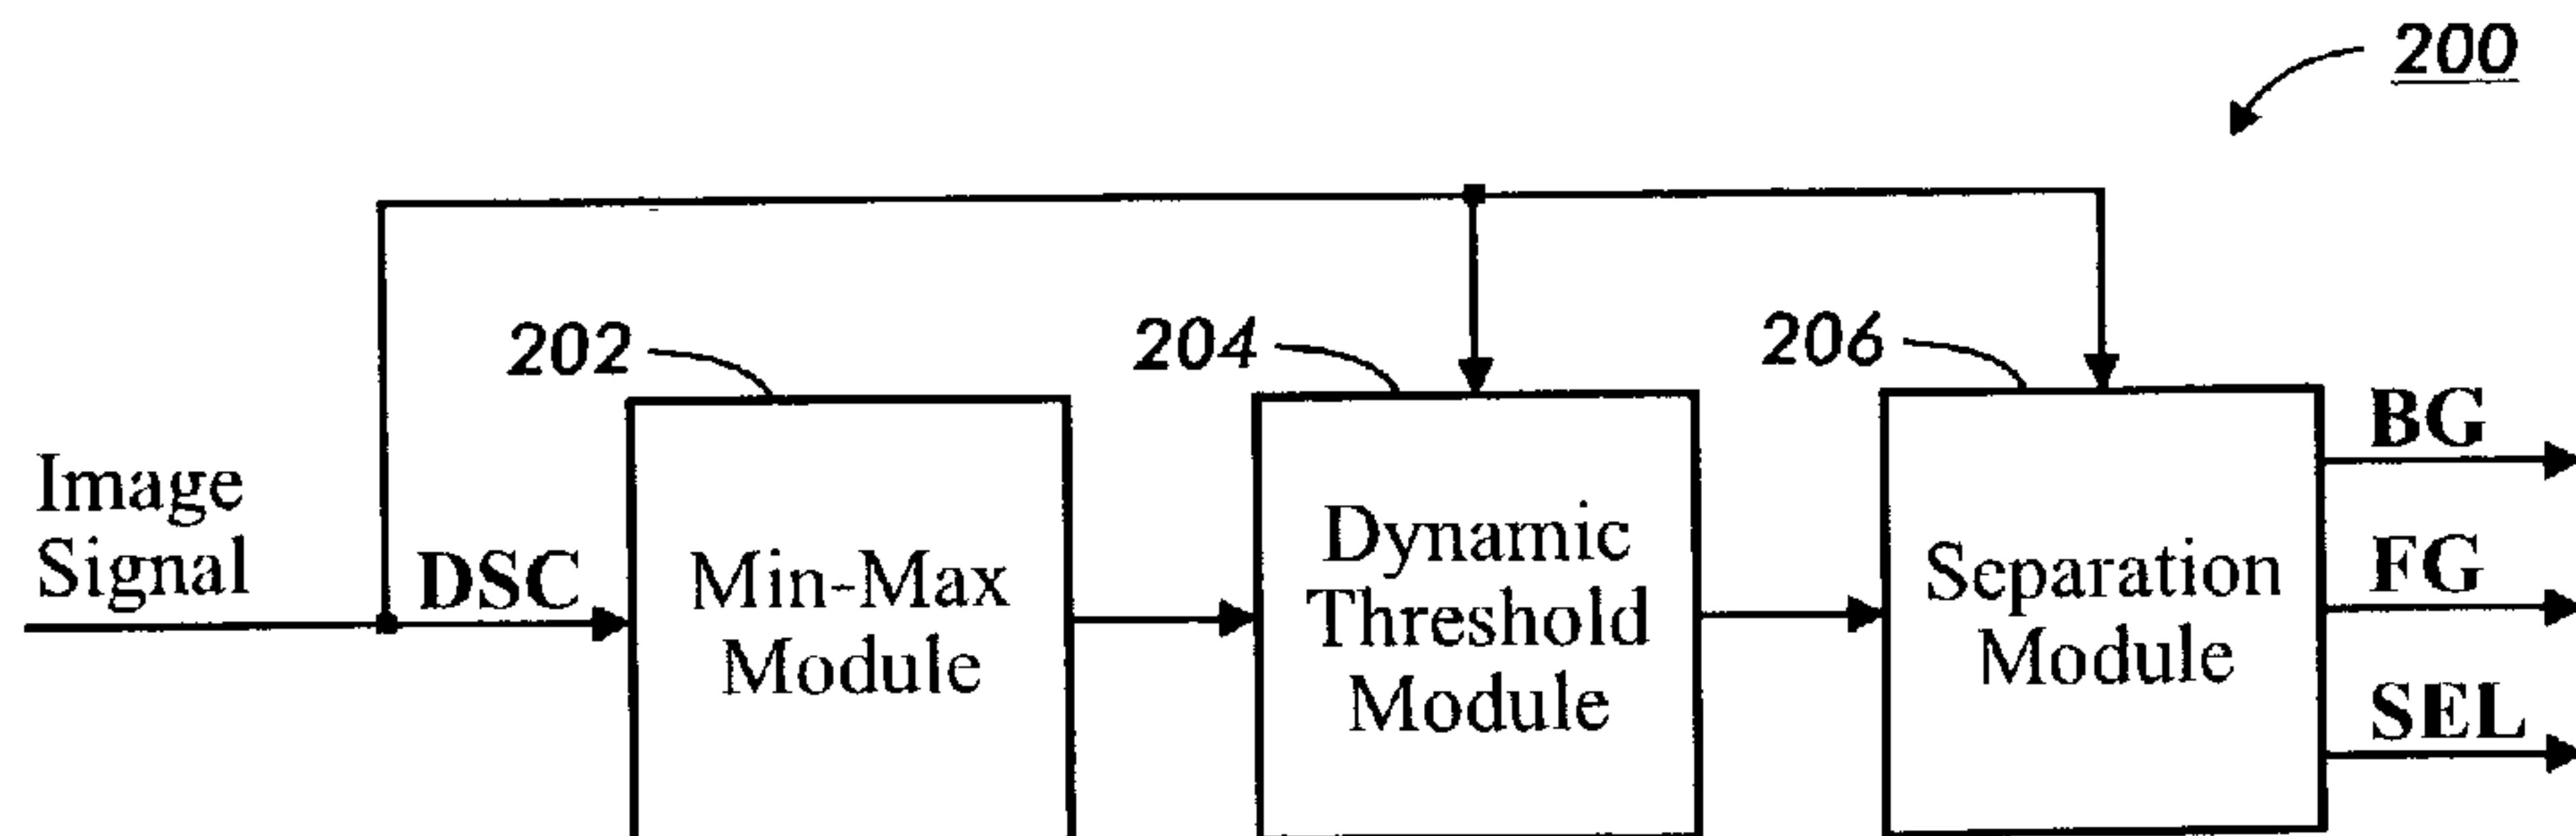 200
202
204
206
Image
Signal
DSC
Min-Max
Module
Dynamic
Threshold
Module
Separation
Module
BG
FG
SEL